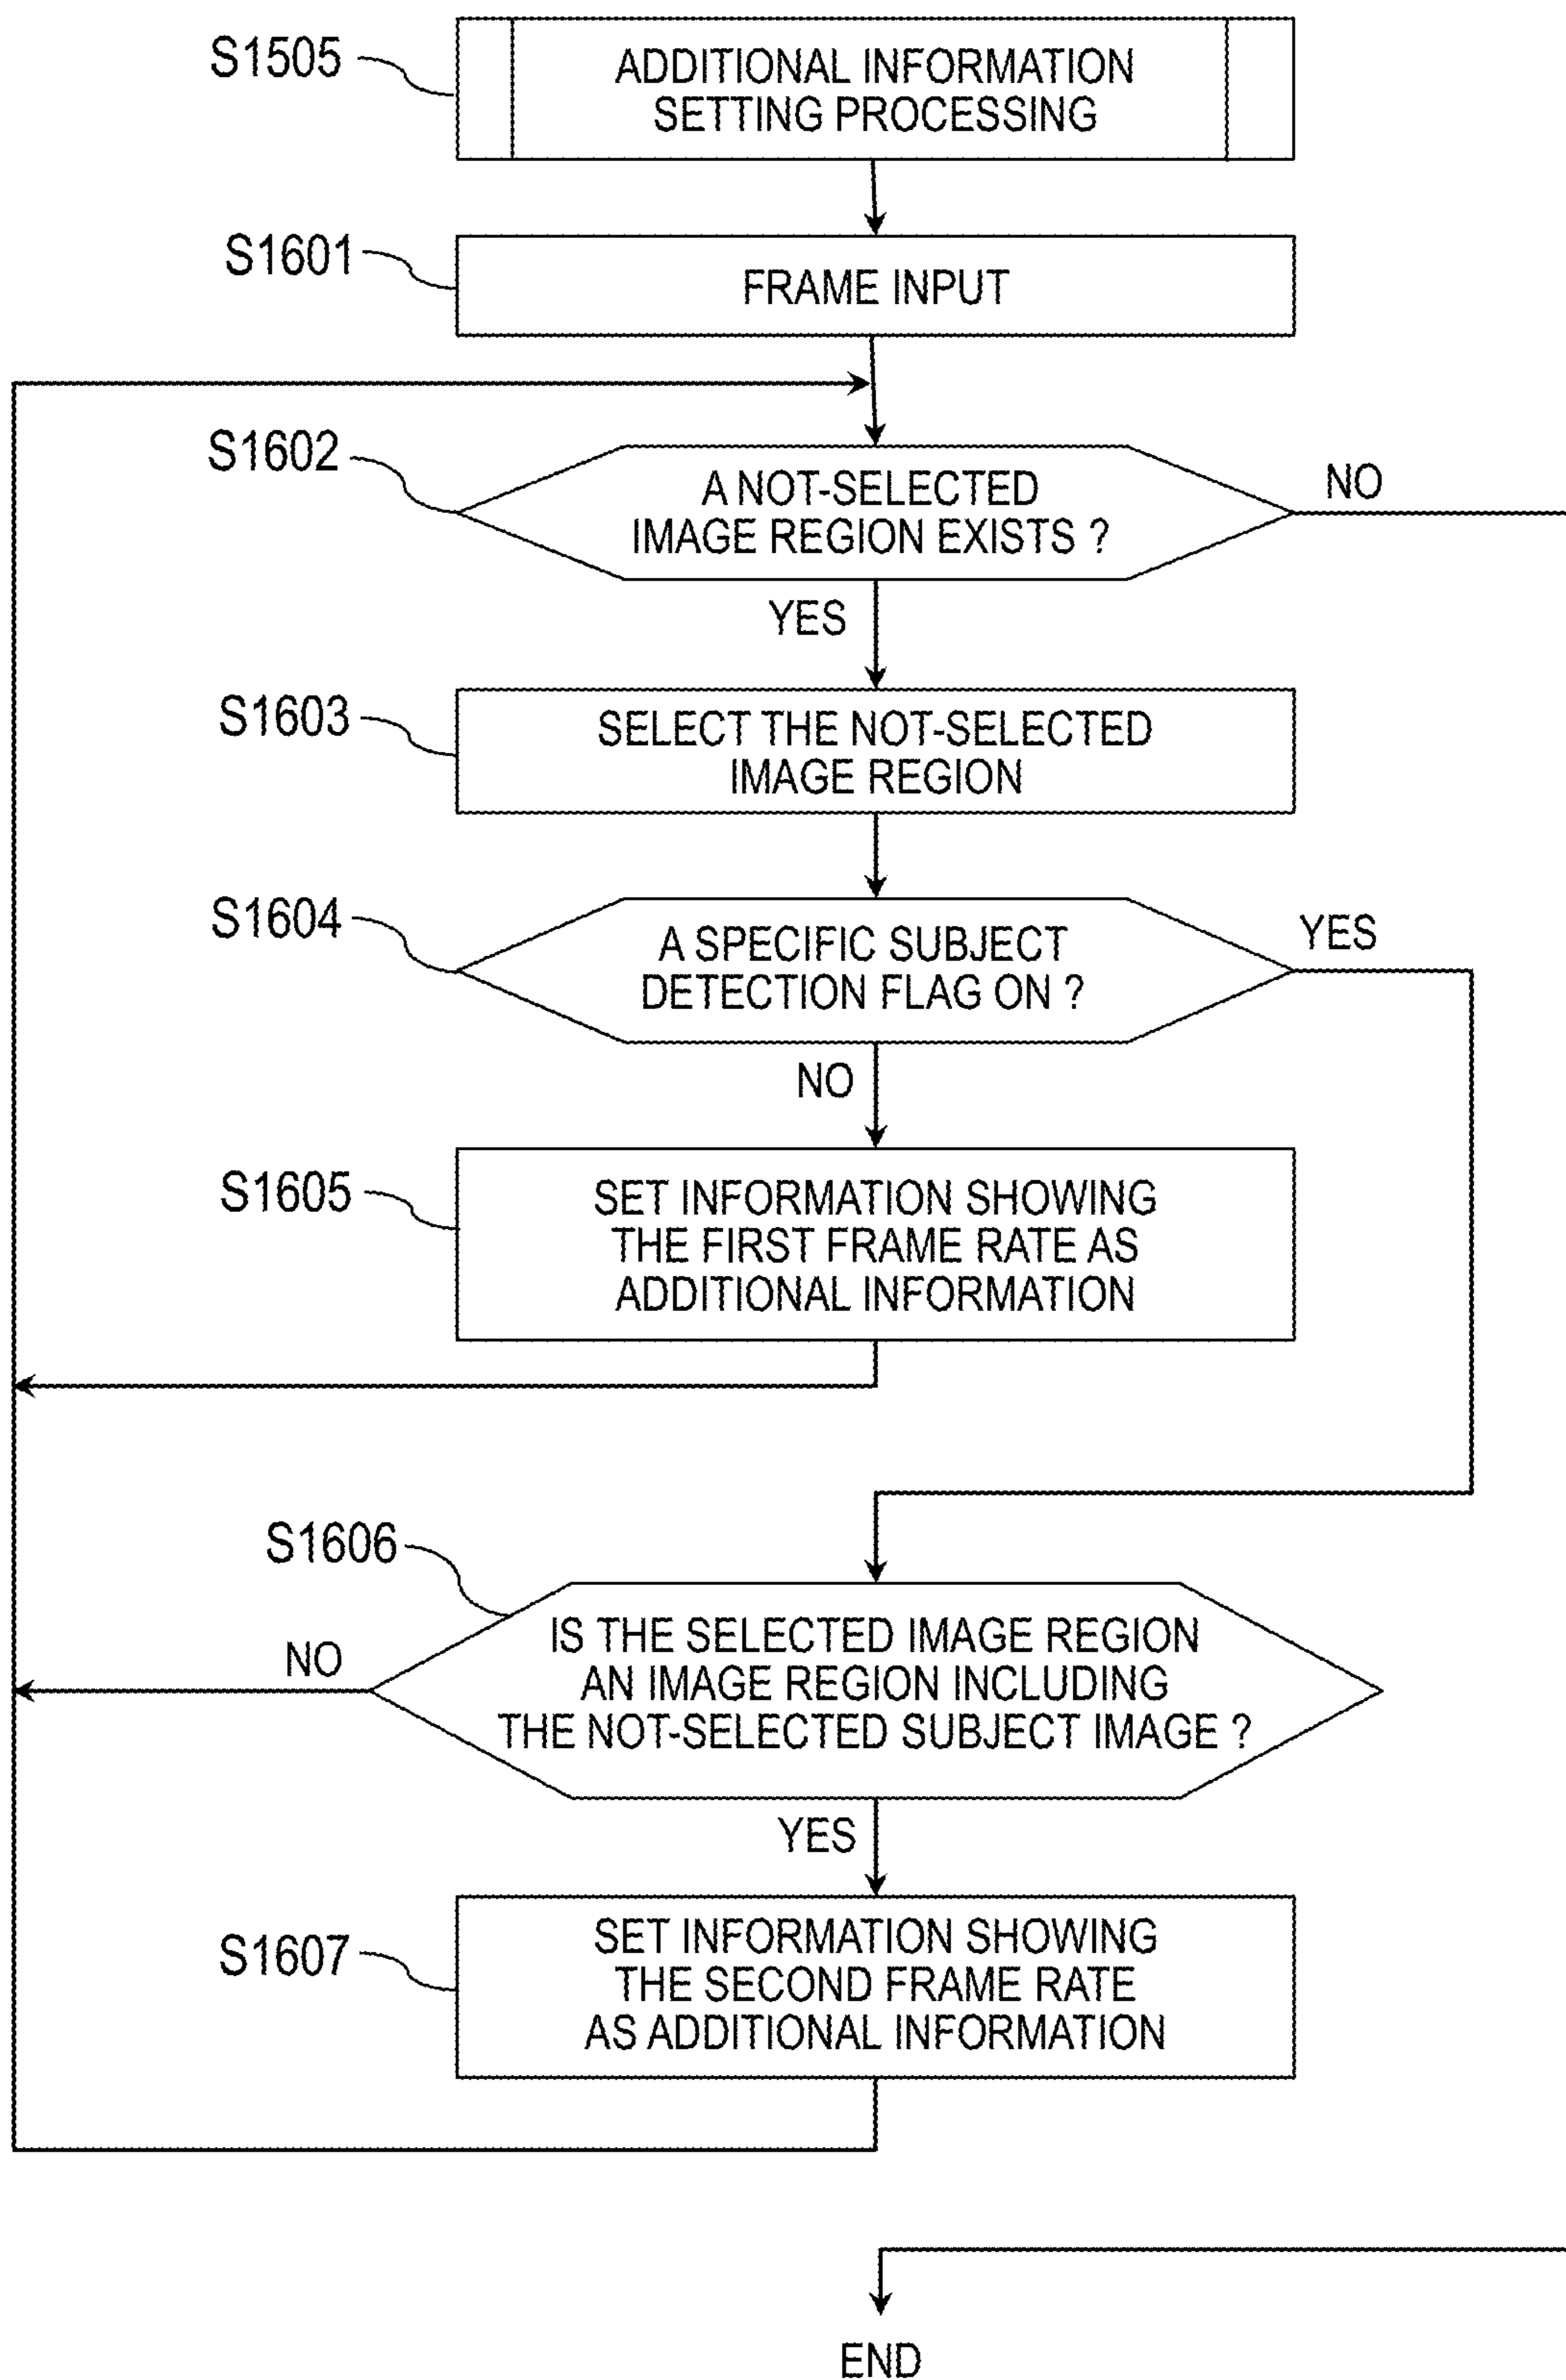 S1505
ADDITIONAL INFORMATION
SETTING PROCESSING
S1601
FRAME INPUT
S1602
A NOT-SELECTED
IMAGE REGION EXISTS ?
NO
YES
S1603
SELECT THE NOT-SELECTED
IMAGE REGION
S1604
A SPECIFIC SUBJECT
DETECTION FLAG ON ?
YES
NO
S1605
SET INFORMATION SHOWING
THE FIRST FRAME RATE AS
ADDITIONAL INFORMATION
S1606
IS THE SELECTED IMAGE REGION
AN IMAGE REGION INCLUDING
THE NOT-SELECTED SUBJECT IMAGE ?
NO
YES
S1607
SET INFORMATION SHOWING
THE SECOND FRAME RATE
AS ADDITIONAL INFORMATION
END